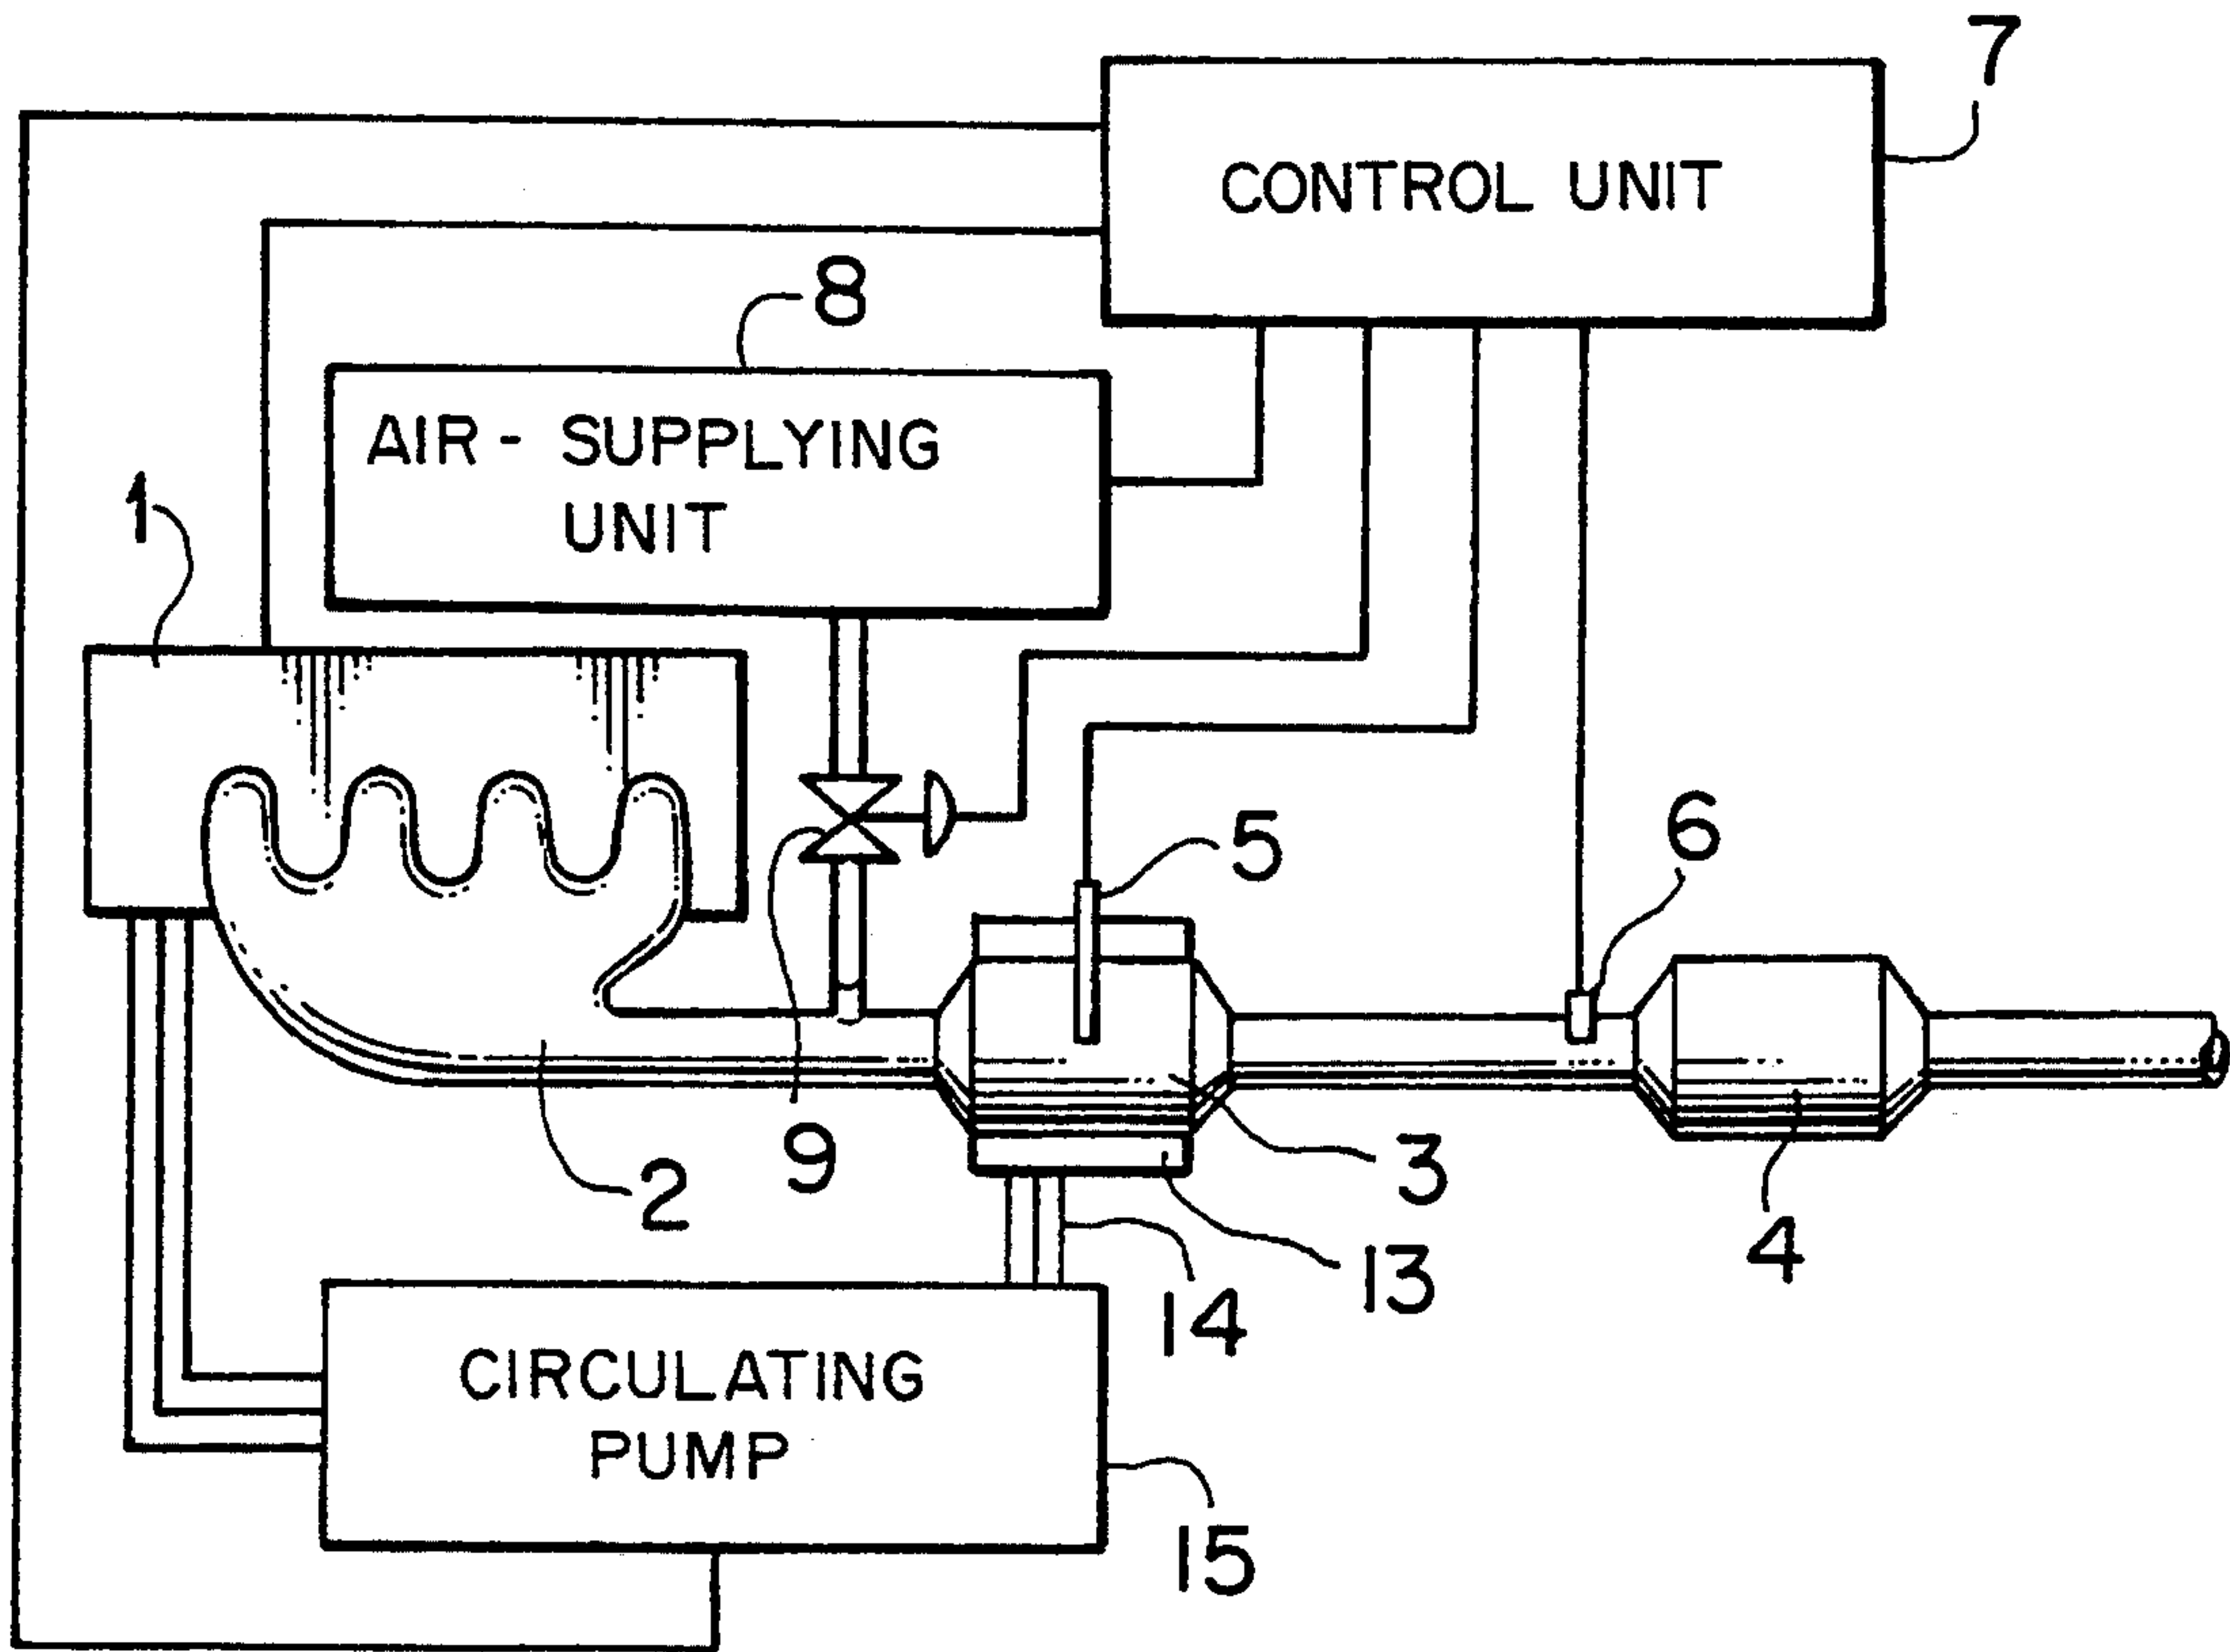 7
CONTROL UNIT
8
AIR - SUPPLYING
UNIT
1
5
6
9
2
3
4
13
14
CIRCULATING
PUMP
15